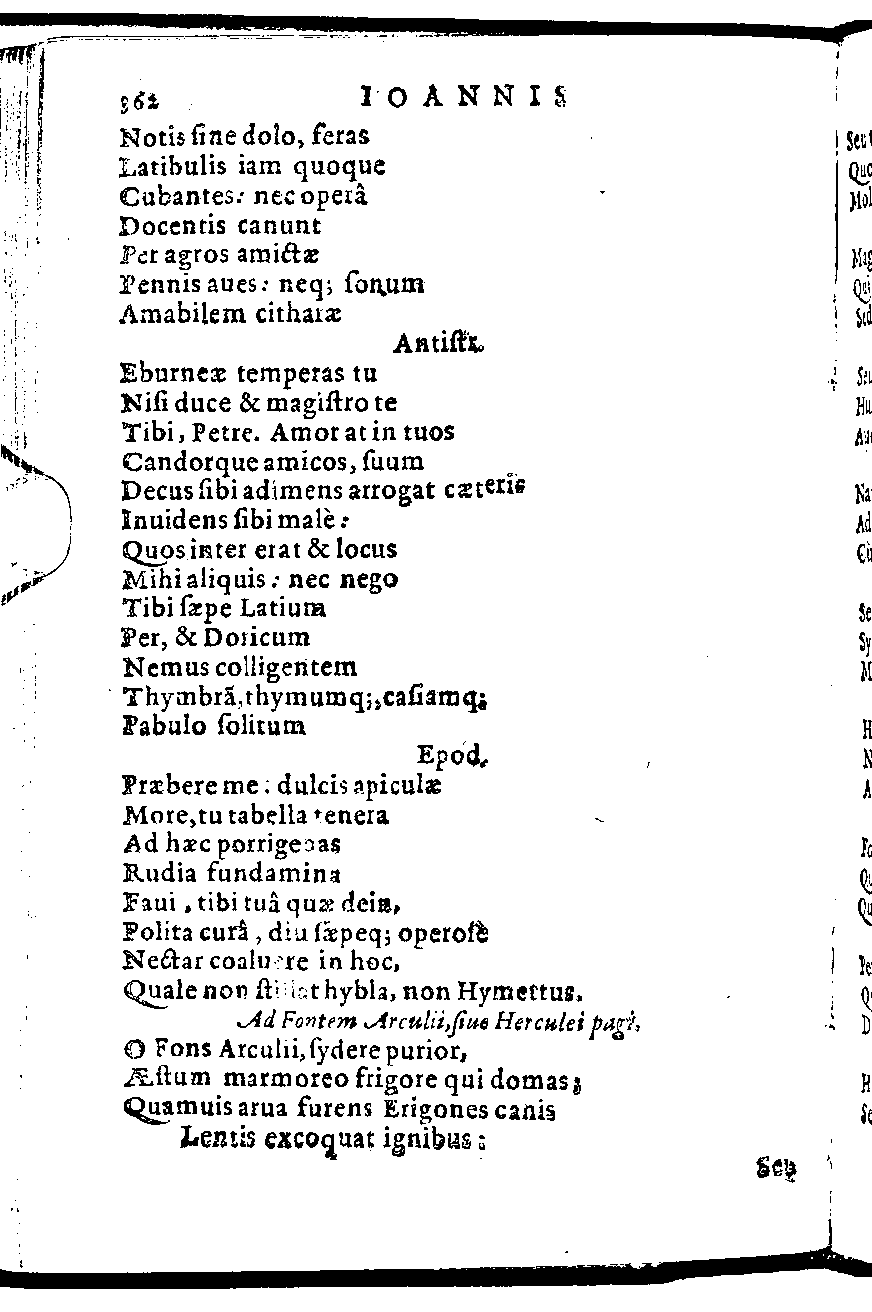 962 IOANNIS
Notis ſine dolo, feras
Latibulis iam quoque
Cubantes: nec operâ
Docentis canunt
Per agros amictæ
Pennis aues: neq; ſonum
Amabilem citharæ
Antiſtr.
Eburneæ temperas tu
Niſi duce & magiſtro te
Tibi, Petre. Amor at in tuos
Candorque amicos, ſuum
Decus ſibi adimens arrogat cæteris
Inuidens ſibi malè:
Quos inter erat & locus
Mihi aliquis: nec nego
Tibi ſæpe Latium
Per, & Doricum
Nemus colligentem
Thymbrã, thymumq;, caſiamq;
Pabulo ſolitum
Epod.
Præbere me: dulcis apiculæ
More, tu tabella tenera
Ad hæc porrigebas
Rudia fundamina
Faui, tibi tuâ quæ dein,
Polita curâ, diu ſæpeq; operoſè
Nectar coaluere in hoc,
Quale non ſtillat hybla, non Hymettus.
Ad Fontem Arculii, ſiue Herculei pagi,
O Fons Arculii, ſydere purior,
Æſtum marmoreo frigore qui domas;
Quamuis arua furens Erigones canis
Lentis excoquat ignibus:
Seu